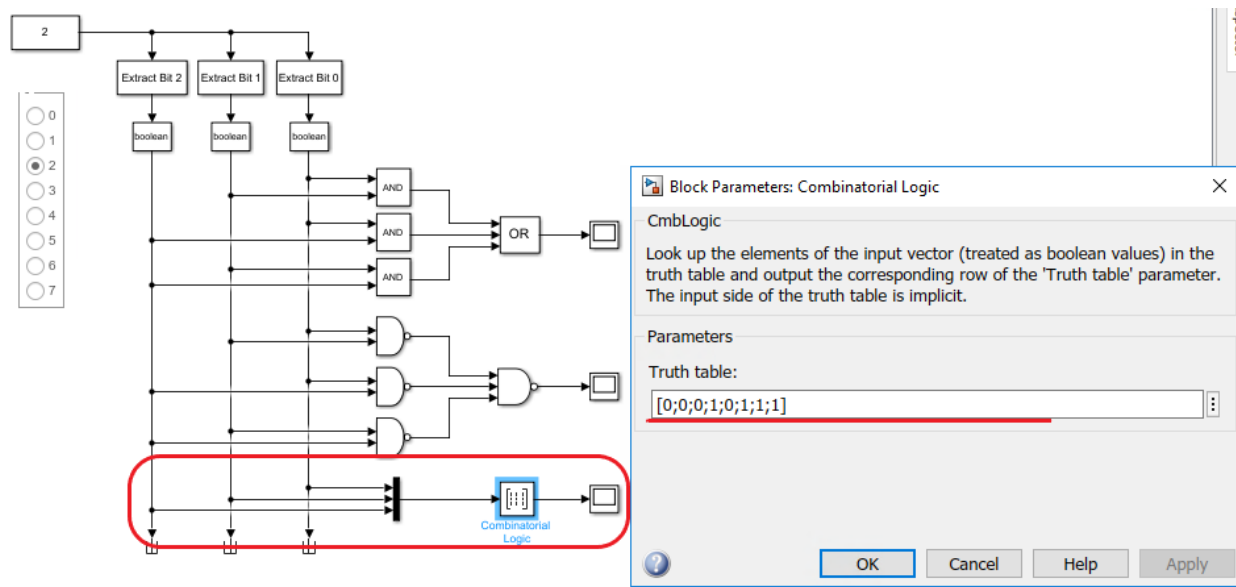 2
Extract Bit 2
Extract Bit 1
Extract Bit 0
boolean
boolean
boolean
0
1
2
3
4
5
6
7
AND
AND
AND
OR
Combinatorial
Logic
Block Parameters: Combinatorial Logic
CmbLogic
Look up the elements of the input vector (treated as boolean values) in the
truth table and output the corresponding row of the 'Truth table' parameter.
The input side of the truth table is implicit.
Parameters
Truth table:
[0;0;0;1;0;1;1;1]
OK
Cancel
Help
Apply